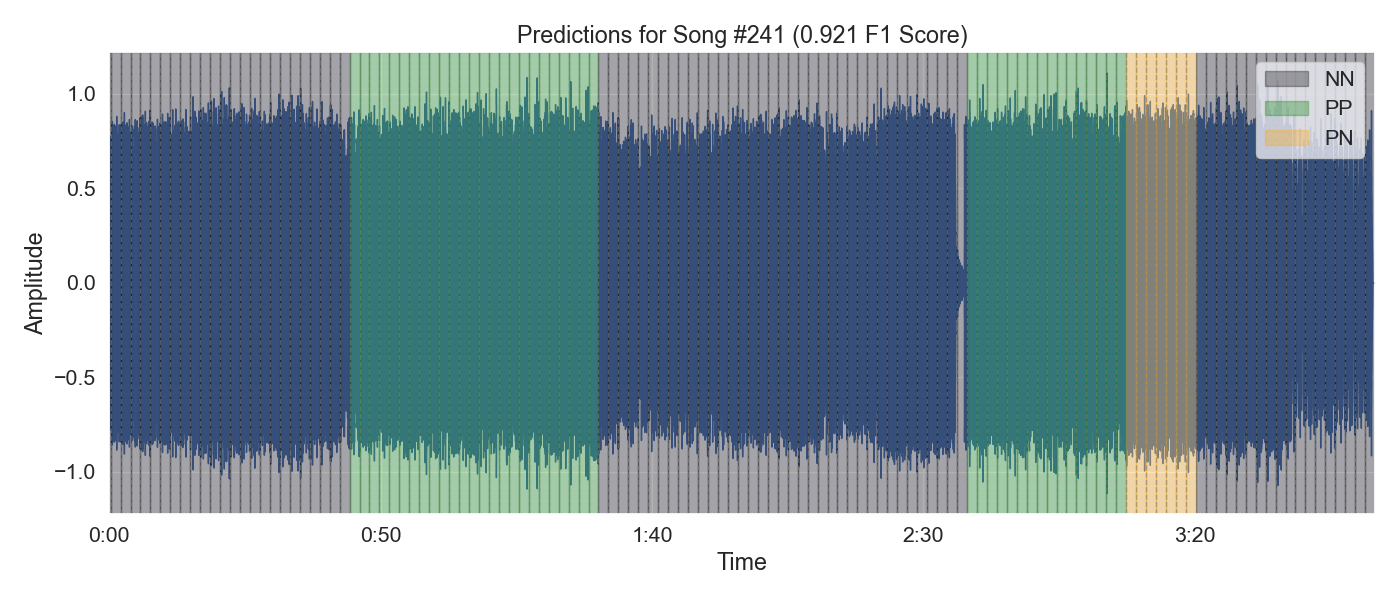 Predictions for Song #241 (0.921 F1 Score)
NN
PP
PN
1.0
0.5
0.0
−0.5
−1.0
Amplitude
0:00 0:50 1:40 2:30 3:20
Time